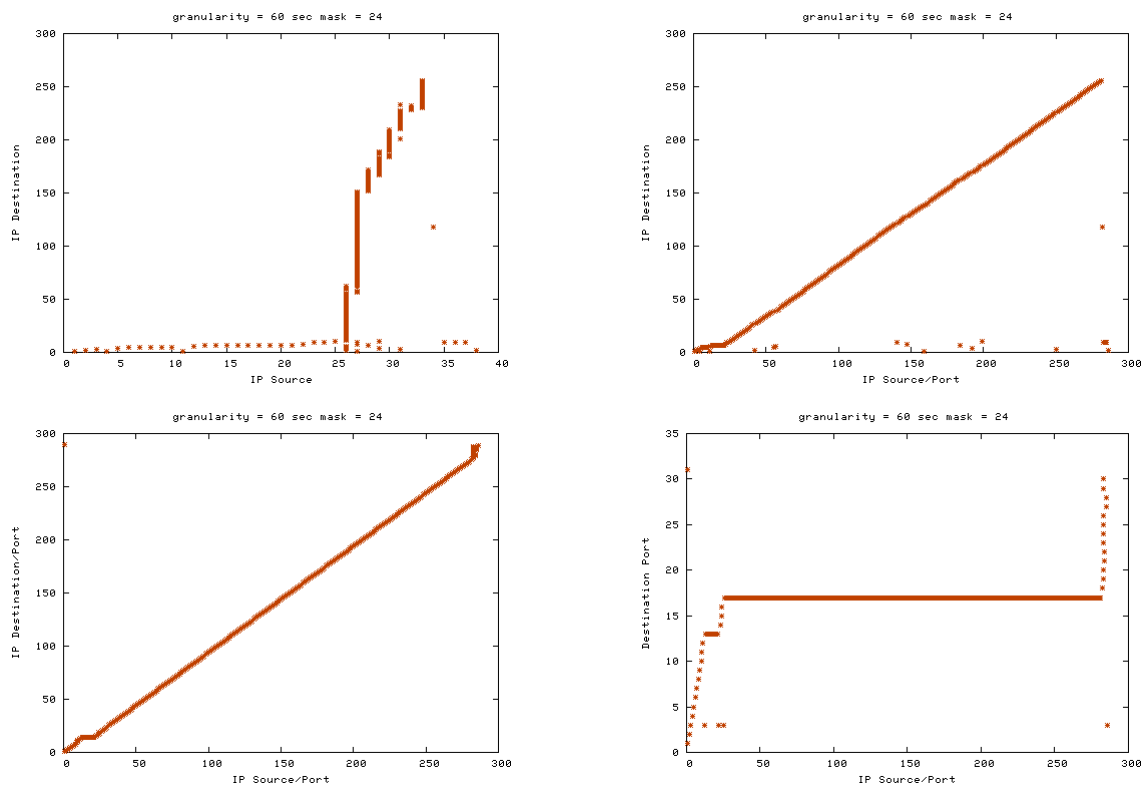 granularity = 60 sec mask = 24
300
250
200
150
100
50
0
IP Destination
0 5 10 15 20 25 30 35 40
IP Source
granularity = 60 sec mask = 24
300
250
200
150
100
50
0
IP Destination
0 50 100 150 200 250 300
IP Source/Port
granularity = 60 sec mask = 24
300
250
200
150
100
50
0
IP Destination/Port
0 50 100 150 200 250 300
IP Source/Port
granularity = 60 sec mask = 24
35
30
25
20
15
10
5
0
Destination Port
0 50 100 150 200 250 300
IP Source/Port